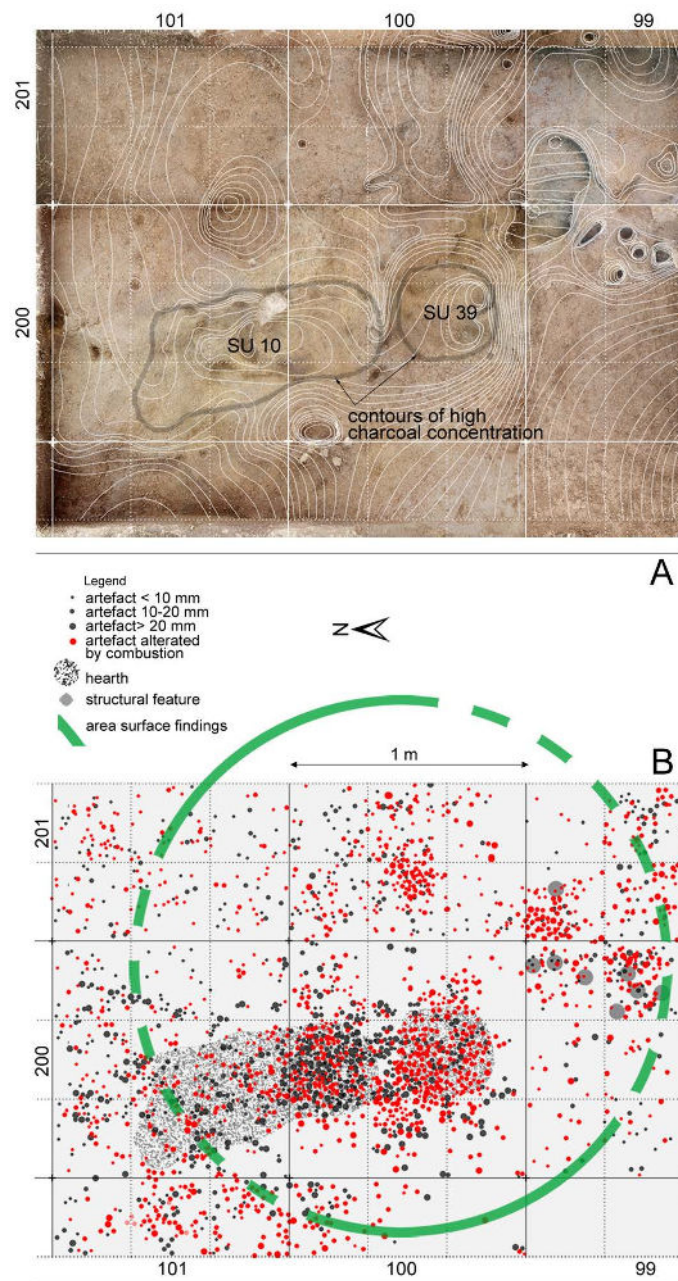 101 100 99
201
200
SU 10
SU 39
contours of high
charcoal concentration
A
Legend
artefact < 10 mm
artefact 10-20 mm
artefact> 20 mm
artefact alterated
by combustion
hearth
structural feature
area surface findings
N
1 m
B
201
200
101 100 99